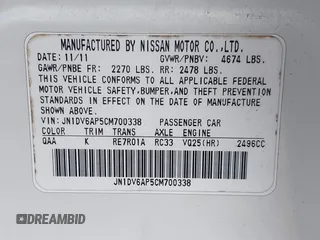 MANUFACTURED BY NISSAN MOTOR CO.,LTD.
DATE: 11/11 GVWR/PNBV: 4674 LBS.
GAWR/PNBE FR: 2270 LBS RR: 2478 LBS.
THIS VEHICLE CONFORMS TO ALL APPLICABLE FEDERAL
MOTOR VEHICLE SAFETY,BUMPER,AND THEFT PREVENTION
STANDARDS IN EFFECT ON THE DATE OF MANUFACTURE
SHOWN ABOVE.
VIN: JN1DV6AP5CM700338 PASSENGER CAR
COLOR TRIM TRANS AXLE ENGINE
QAA K RE7R01A RC33 VQ25(HR) 2496CC
JN1DV6AP5CM700338
DREAMBID